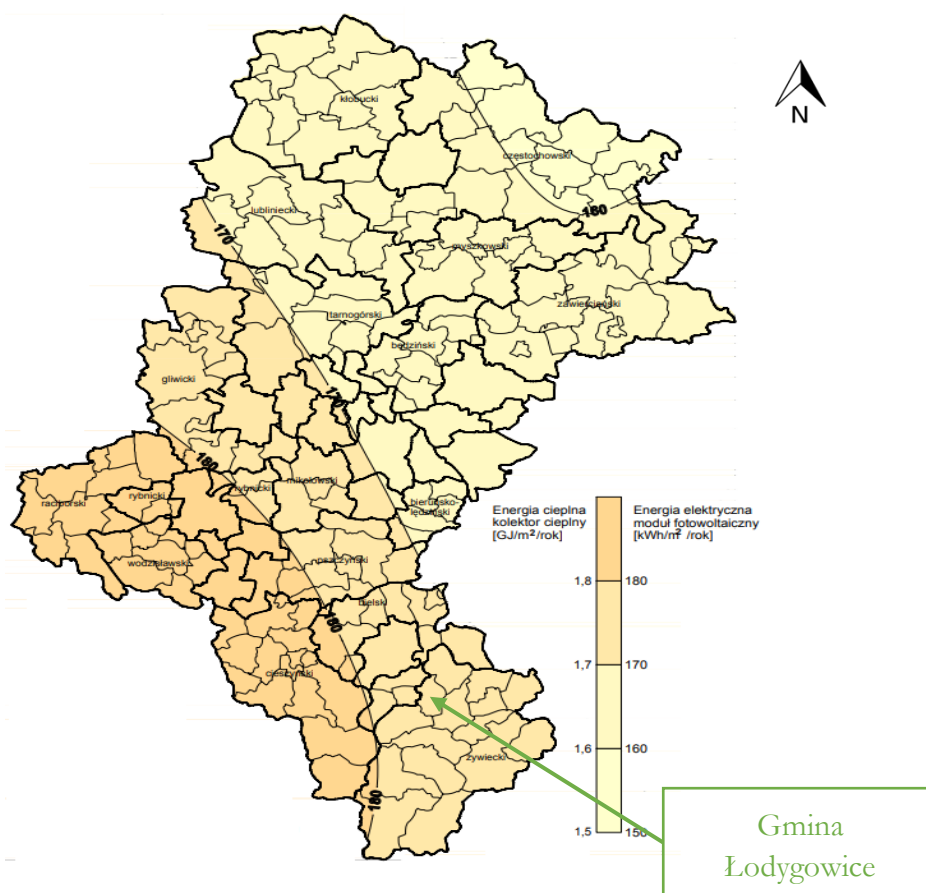 N
kłobucki
częstochowski
lubliniecki
160
170
myszkowski
zawierciański
tarnogórski
będziński
gliwicki
170
180
mikołowski
rybnicki
raciborski
rybnicki
bieruńsko-
lędziński
Energia cieplna
kolektor cieplny
[GJ/m²/rok]
Energia elektryczna
moduł fotowoltaiczny
[kWh/m² /rok]
wodzisławski
pszczyński
1,8
180
bielski
180
1,7
170
cieszyński
1,6
160
żywiecki
180
1,5
150
Gmina
Łodygowice